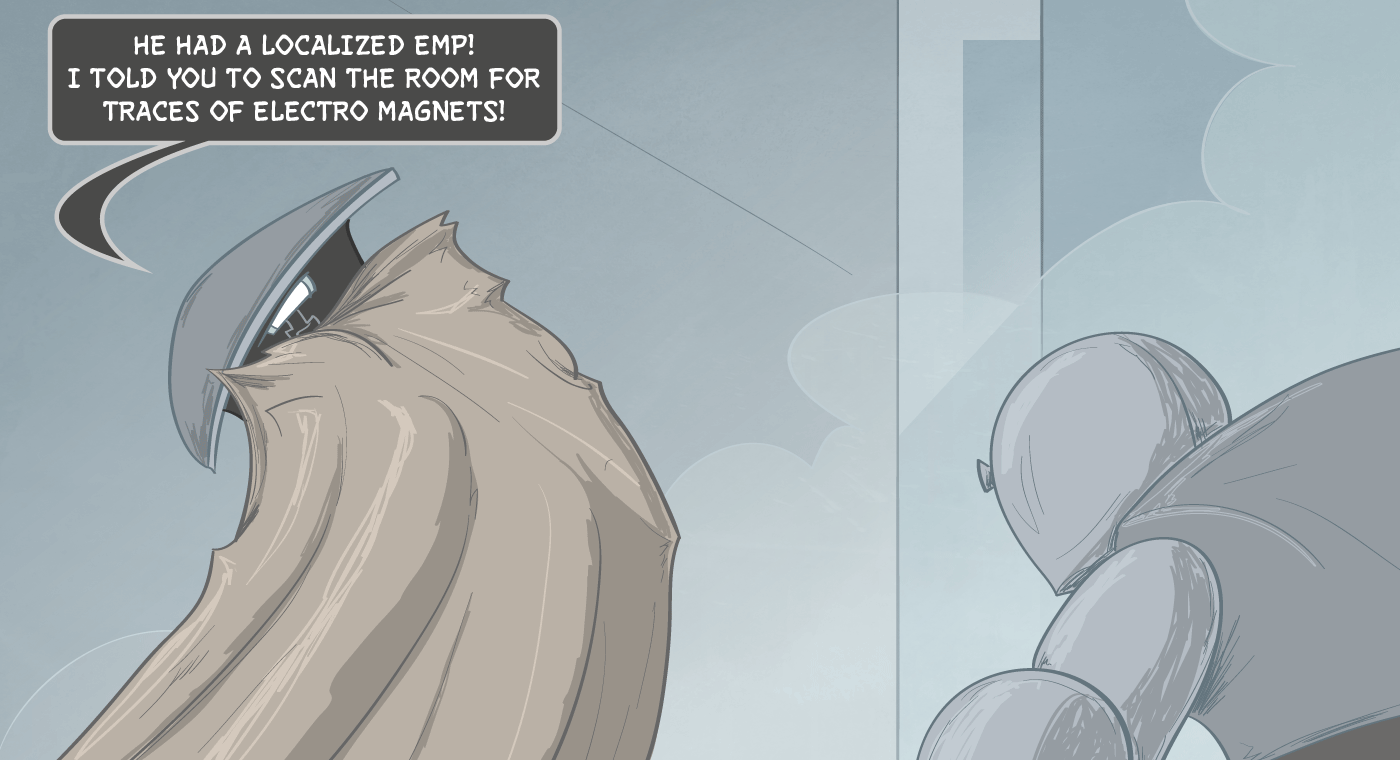 HE HAD A LOCALIZED EMP!
I TOLD YOU TO SCAN THE ROOM FOR
TRACES OF ELECTRO MAGNETS!